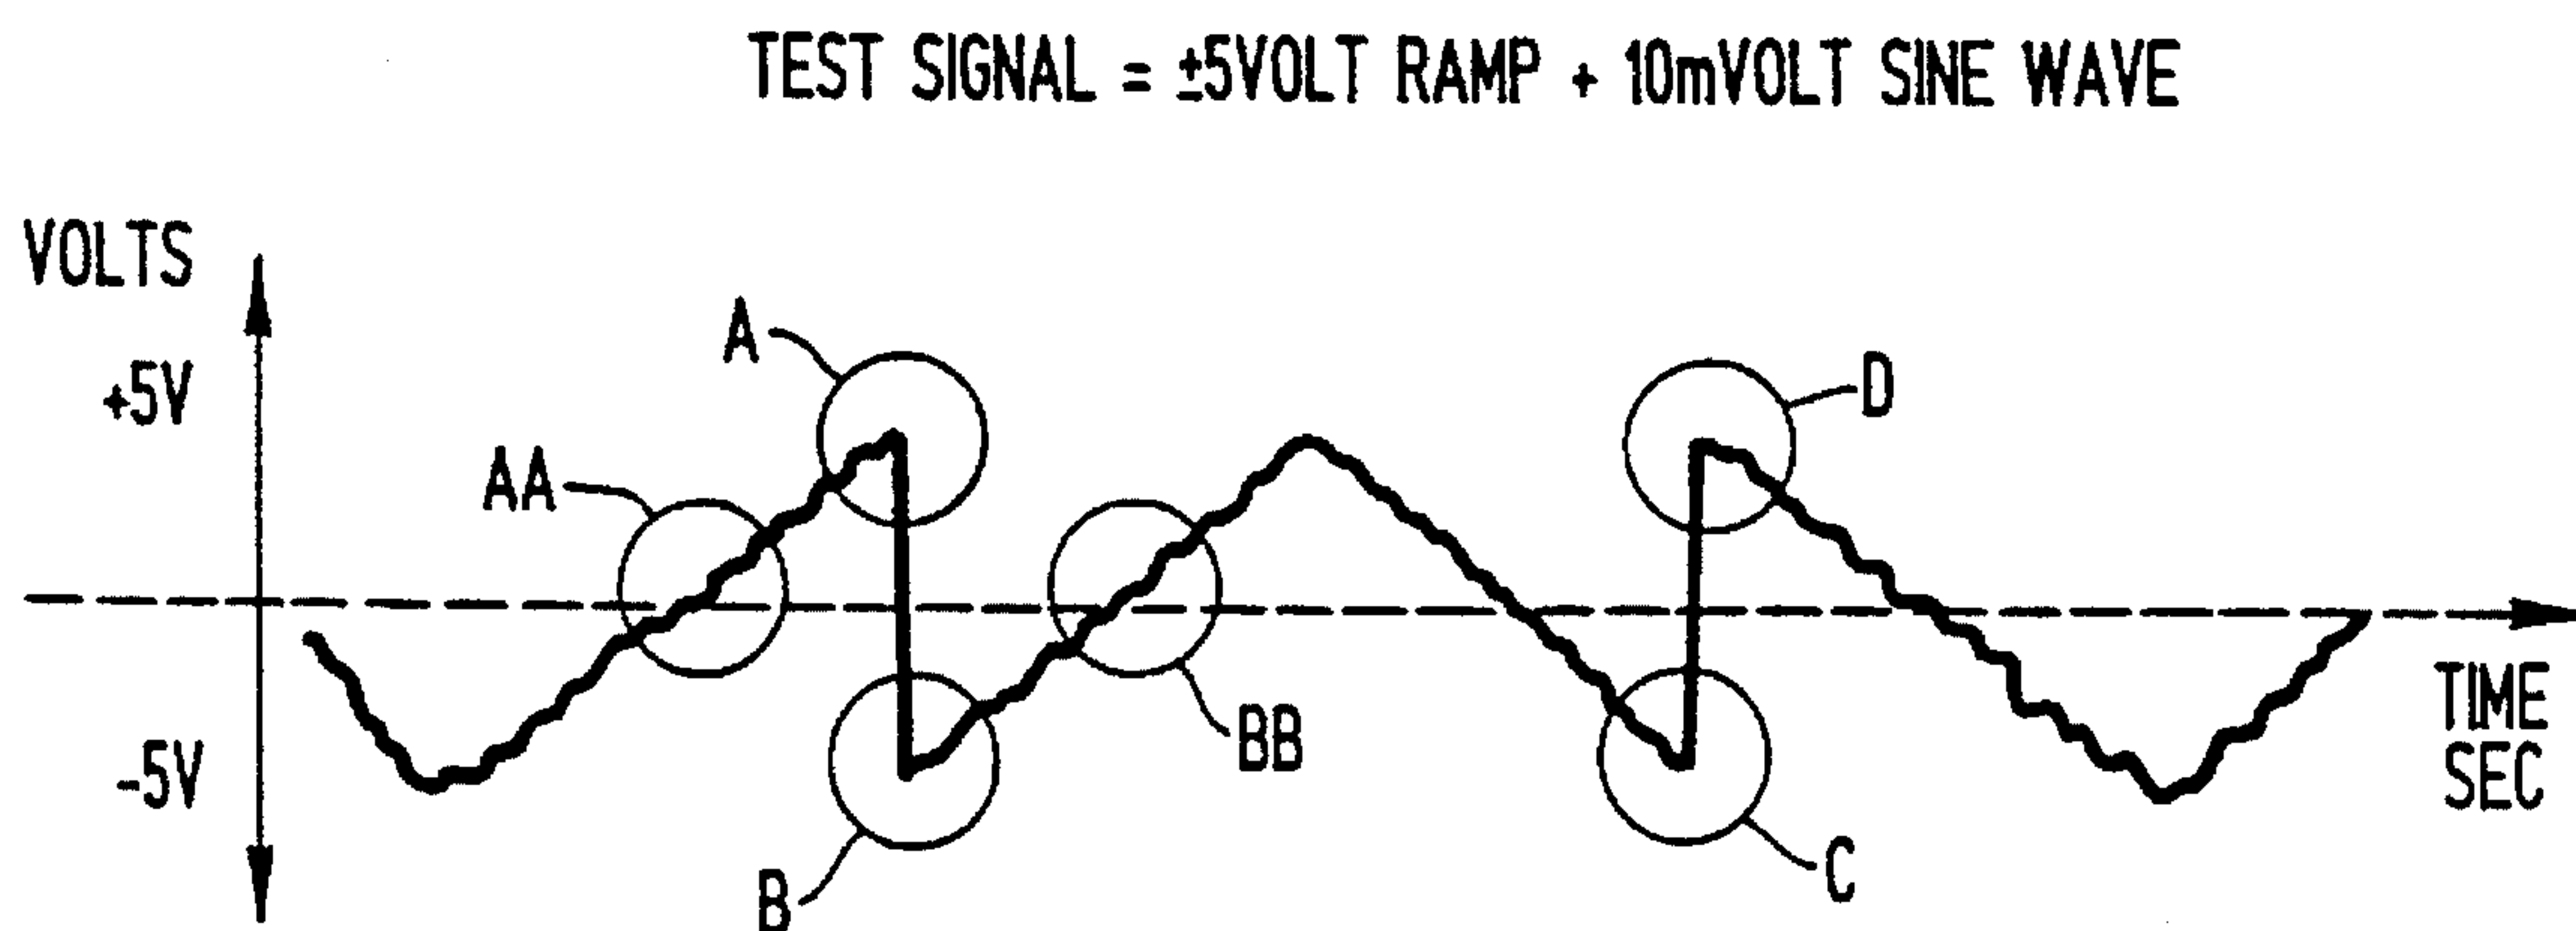 TEST SIGNAL = ±5VOLT RAMP + 10mVOLT SINE WAVE
VOLTS
+5V
A
D
AA
-5V
BB
TIME
SEC
B
C